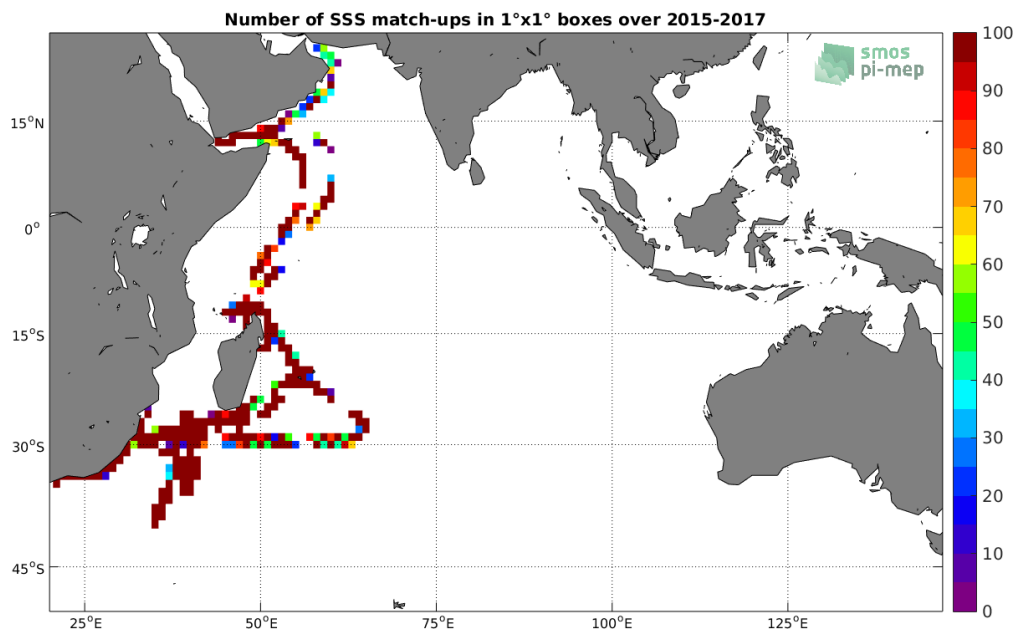 Number of SSS match-ups in 1°x1° boxes over 2015-2017
smos
pi-mep
15°N
0°
15°S
30°S
45°S
25°E
50°E
75°E
100°E
125°E
100
90
80
70
60
50
40
30
20
10
0